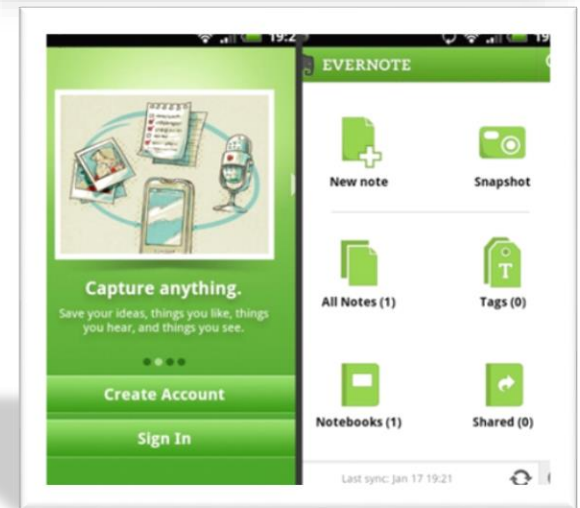 19:2
Capture anything.
Save your ideas, things you like, things
you hear, and things you see.
Create Account
Sign In
19
EVERNOTE
New note
Snapshot
All Notes (1)
T
Tags (0)
Notebooks (1)
Shared (0)
Last sync: Jan 17 19:21